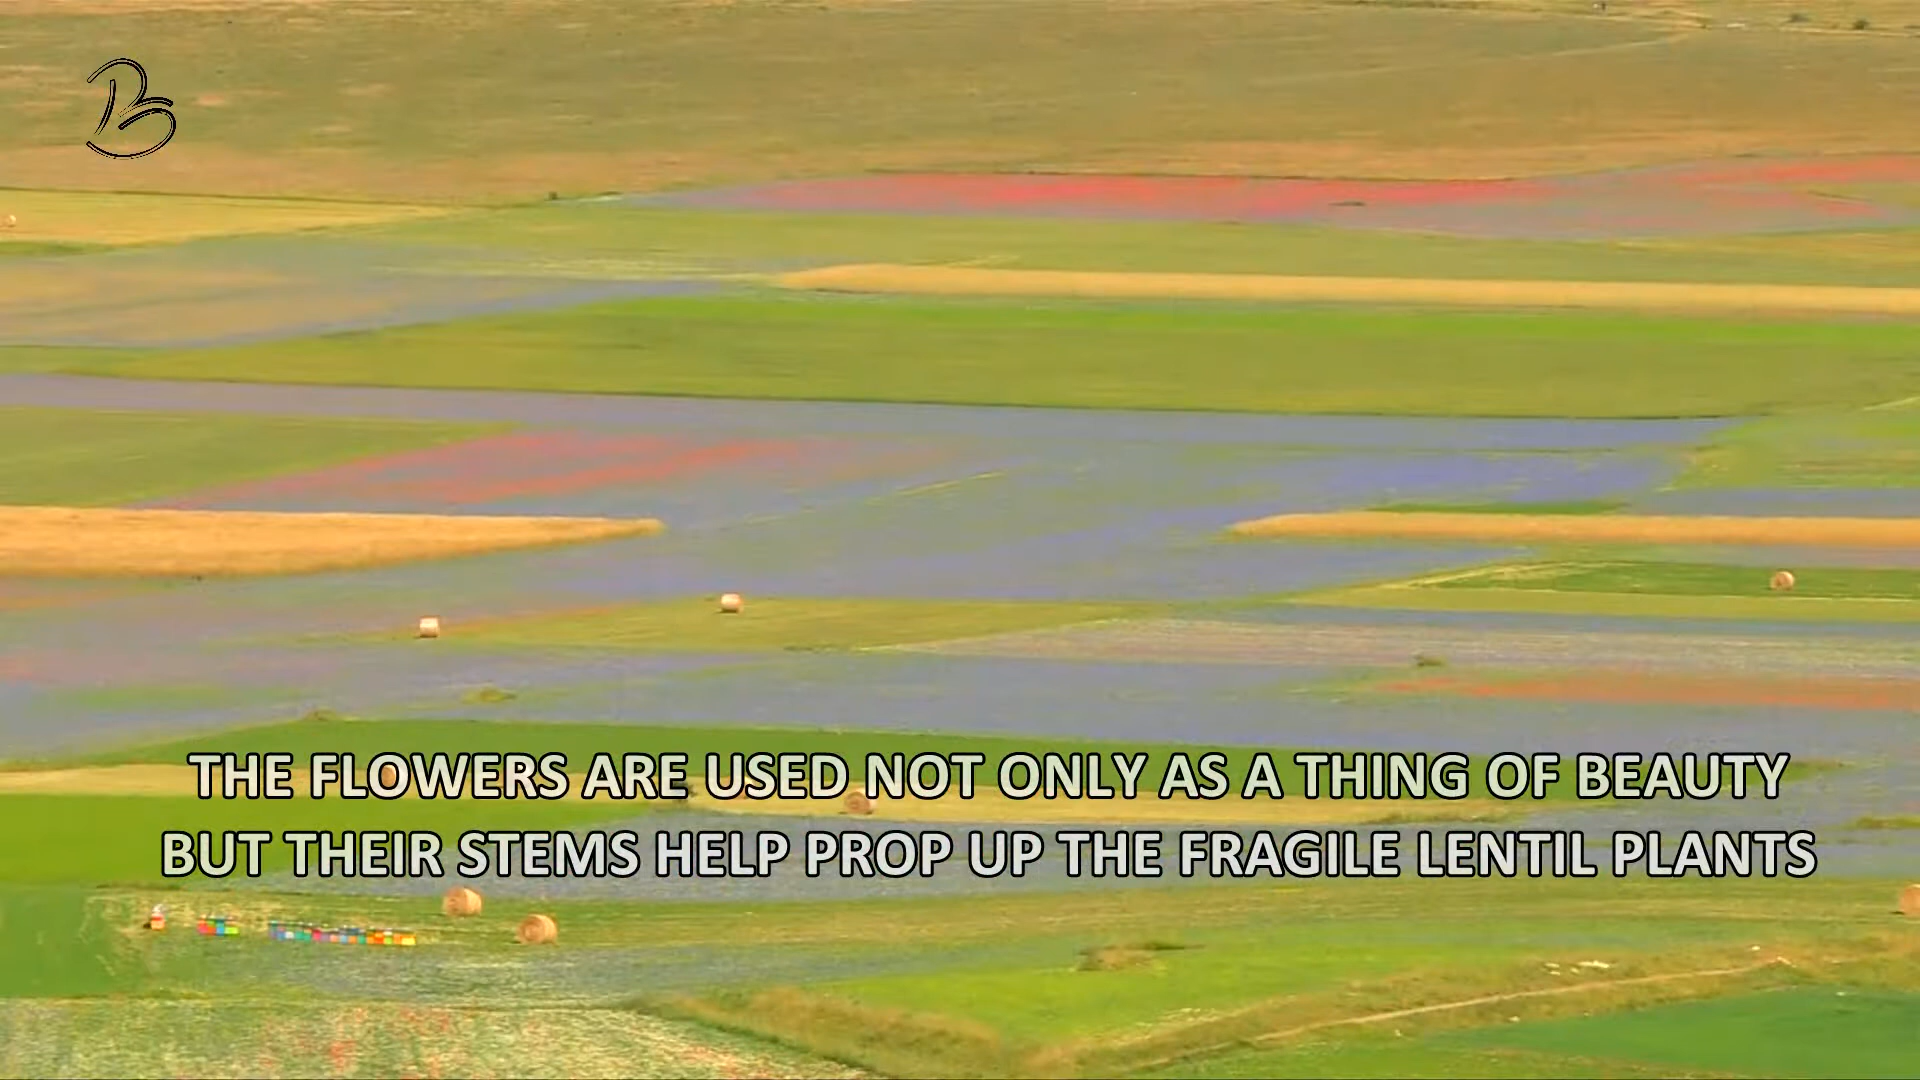 B
THE FLOWERS ARE USED NOT ONLY AS A THING OF BEAUTY
BUT THEIR STEMS HELP PROP UP THE FRAGILE LENTIL PLANTS